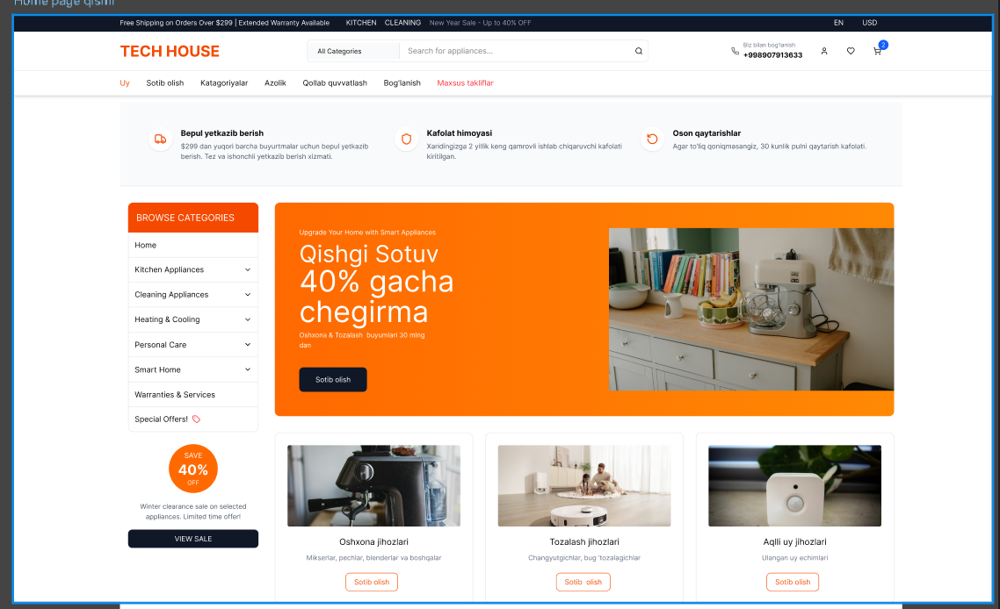 Home page qismi
Free Shipping on Orders Over $299 | Extended Warranty Available KITCHEN CLEANING New Year Sale - Up to 40% OFF EN USD
TECH HOUSE
All Categories
Search for appliances...
Biz bilan bog'lanish
+998907913633
2
Uy Sotib olish Katagoriyalar Azolik Qollab quvvatlash Bog'lanish Maxsus takliflar
Bepul yetkazib berish
$299 dan yuqori barcha buyurtmalar uchun bepul yetkazib
berish. Tez va ishonchli yetkazib berish xizmati.
Kafolat himoyasi
Xaridingizga 2 yillik keng qamrovli ishlab chiqaruvchi kafolati
kiritilgan.
Oson qaytarishlar
Agar to'liq qoniqmasangiz, 30 kunlik pulni qaytarish kafolati.
BROWSE CATEGORIES
Home
Kitchen Appliances
Cleaning Appliances
Heating & Cooling
Personal Care
Smart Home
Warranties & Services
Special Offers!
SAVE
40%
OFF
Winter clearance sale on selected
appliances. Limited time offer!
VIEW SALE
Upgrade Your Home with Smart Appliances
Qishgi Sotuv
40% gacha
chegirma
Oshxona & Tozalash buyumlari 30 ming
dan
Sotib olish
Oshxona jihozlari
Mikserlar, pechlar, blenderlar va boshqalar
Sotib olish
Tozalash jihozlari
Changyutgichlar, bug 'tozalagichlar
Sotib olish
Aqlli uy jihozlari
Ulangan uy echimlari
Sotib olish